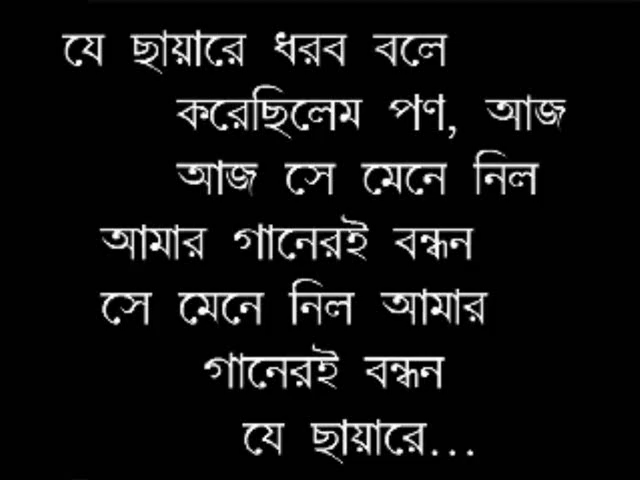 যে ছায়ারে ধরব বলে
করেছিলেম পণ, আজ
আজ সে মেনে নিল
আমার গানেরই বন্ধন
সে মেনে নিল আমার
গানেরই বন্ধন
যে ছায়ারে...